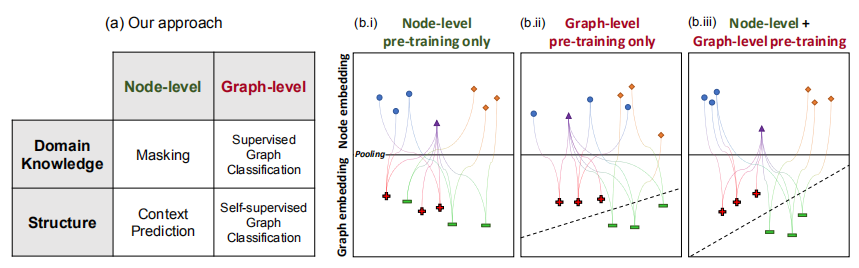 (a) Our approach
Node-level
Graph-level
Domain
Knowledge
Masking
Supervised
Graph
Classification
Structure
Context
Prediction
Self-supervised
Graph
Classification
(b.i)
Node-level
pre-training only
(b.ii)
Graph-level
pre-training only
(b.iii)
Node-level +
Graph-level pre-training
Node embedding
Pooling
Graph embedding